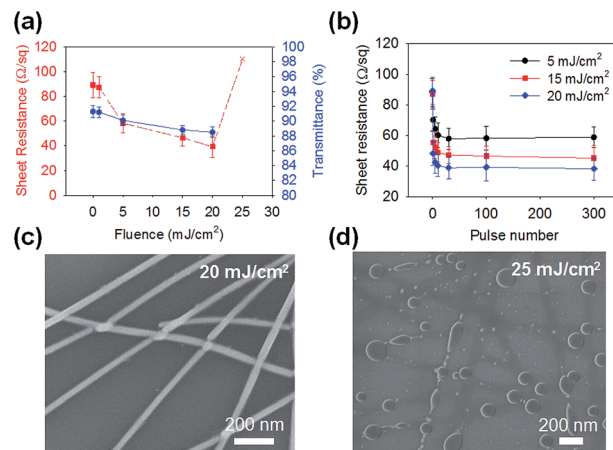 (a)
120
100
80
60
40
20
0
Sheet Resistance (Ω/sq)
98
96
94
92
90
88
86
84
82
80
Transmittance (%)
0 5 10 15 20 25 30
Fluence (mJ/cm²)
(b)
120
100
80
60
40
20
0
Sheet resistance (Ω/sq)
5 mJ/cm²
15 mJ/cm²
20 mJ/cm²
0 100 200 300
Pulse number
(c)
20 mJ/cm²
200 nm
(d)
25 mJ/cm²
200 nm